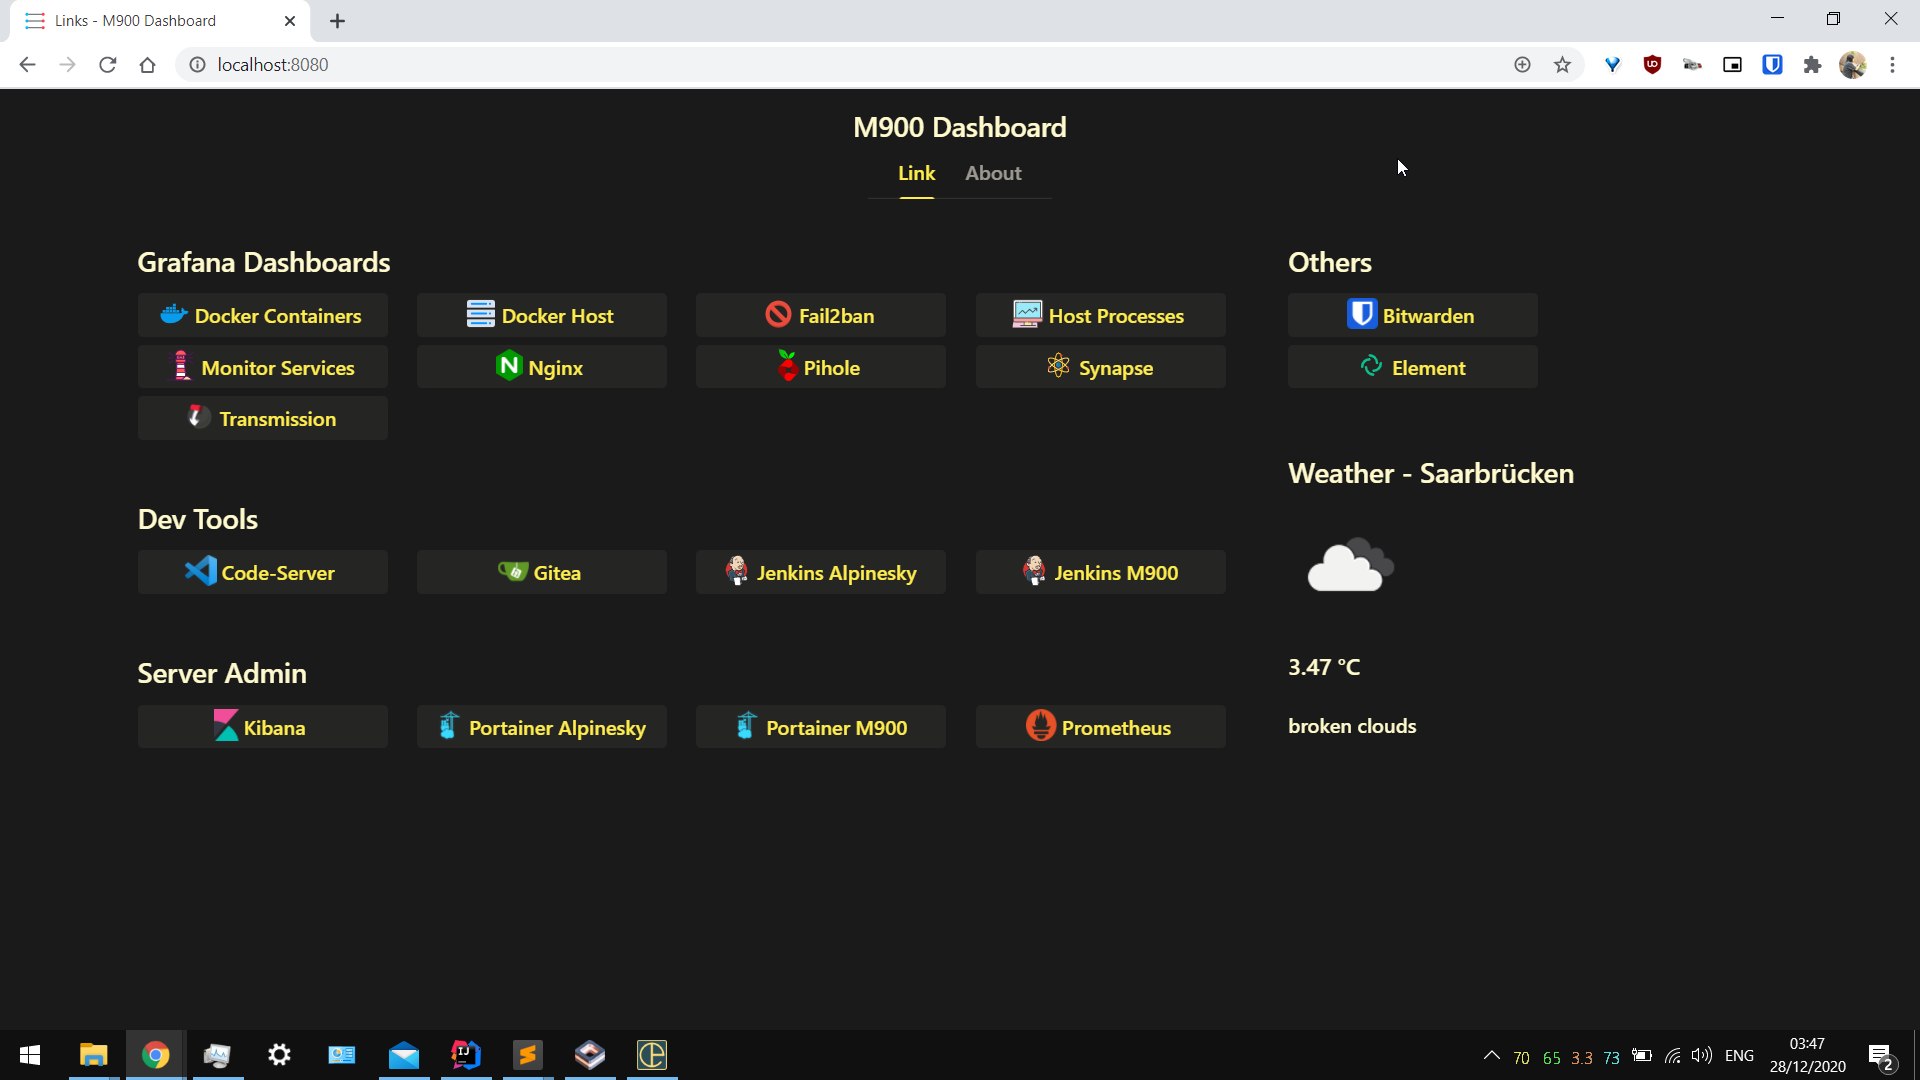 Links - M900 Dashboard
localhost:8080
M900 Dashboard
Link About
Grafana Dashboards
Docker Containers Docker Host Fail2ban Host Processes
Monitor Services Nginx Pihole Synapse
Transmission
Dev Tools
Code-Server Gitea Jenkins Alpinesky Jenkins M900
Server Admin
Kibana Portainer Alpinesky Portainer M900 Prometheus
Others
Bitwarden
Element
Weather - Saarbrücken
3.47 °C
broken clouds
70 65 3.3 73 ENG
03:47
28/12/2020
2